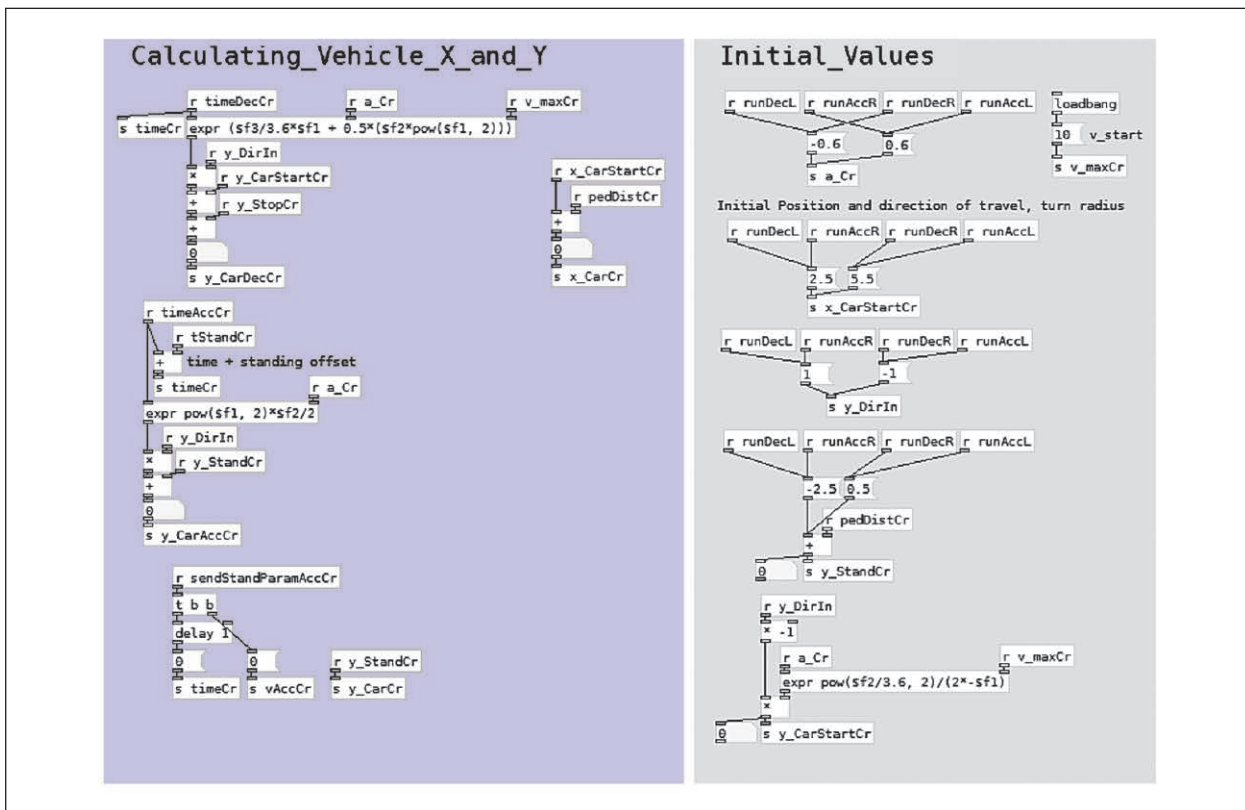 Calculating_Vehicle_X_and_Y
r timeDecCr
r a_Cr
r v_maxCr
s timeCr
expr ($f3/3.6*$f1 + 0.5*($f2*pow($f1, 2)))
r y_DirIn
*
r y_CarStartCr
+
r y_StopCr
+
0
s y_CarDecCr
r x_CarStartCr
r pedDistCr
+
0
s x_CarCr
r timeAccCr
r tStandCr
+
time + standing offset
s timeCr
r a_Cr
expr pow($f1, 2)*$f2/2
r y_DirIn
*
r y_StandCr
+
0
s y_CarAccCr
r sendStandParamAccCr
t b b
delay 1
0
0
r y_StandCr
s timeCr
s vAccCr
s y_CarCr
Initial_Values
r runDecL
r runAccR
r runDecR
r runAccL
loadbang
-0.6
0.6
10
v_start
s a_Cr
s v_maxCr
Initial Position and direction of travel, turn radius
r runDecL
r runAccR
r runDecR
r runAccL
2.5
5.5
s x_CarStartCr
r runDecL
r runAccR
r runDecR
r runAccL
1
-1
s y_DirIn
r runDecL
r runAccR
r runDecR
r runAccL
-2.5
0.5
r pedDistCr
+
0
s y_StandCr
r y_DirIn
* -1
r a_Cr
r v_maxCr
expr pow($f2/3.6, 2)/(2*-$f1)
*
0
s y_CarStartCr